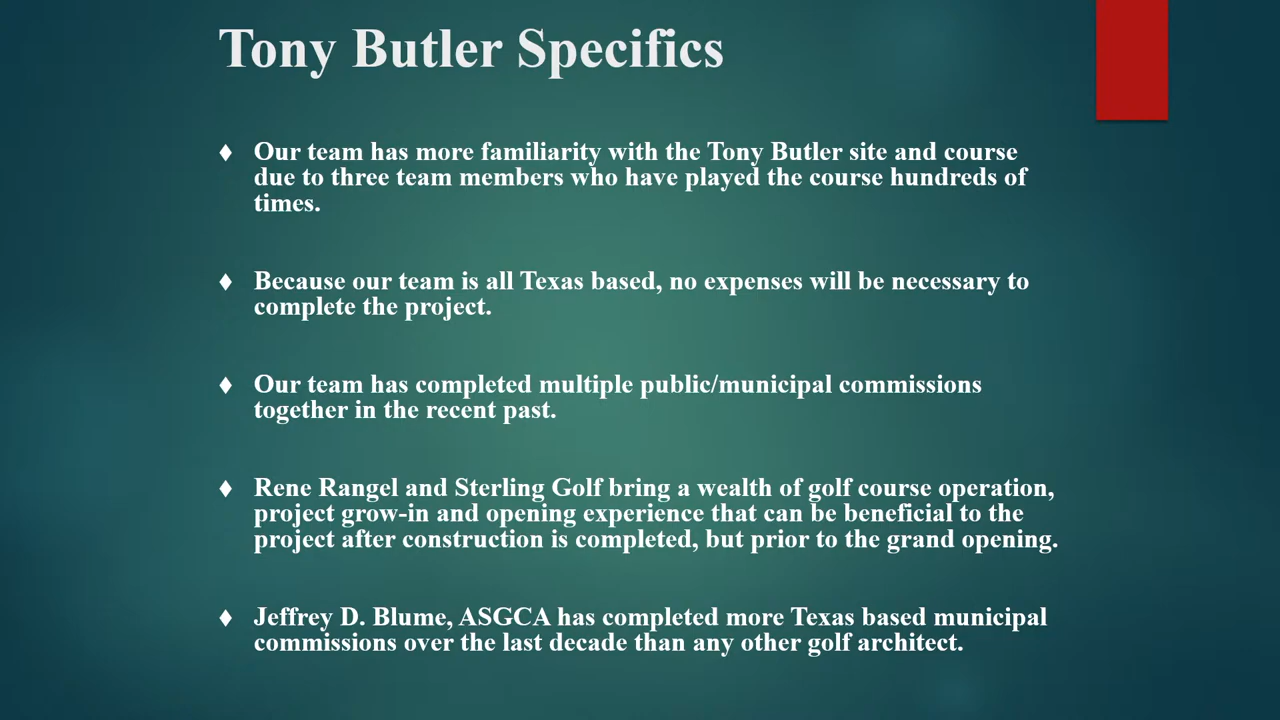 Tony Butler Specifics
♦ Our team has more familiarity with the Tony Butler site and course
due to three team members who have played the course hundreds of
times.
♦ Because our team is all Texas based, no expenses will be necessary to
complete the project.
♦ Our team has completed multiple public/municipal commissions
together in the recent past.
♦ Rene Rangel and Sterling Golf bring a wealth of golf course operation,
project grow-in and opening experience that can be beneficial to the
project after construction is completed, but prior to the grand opening.
♦ Jeffrey D. Blume, ASGCA has completed more Texas based municipal
commissions over the last decade than any other golf architect.